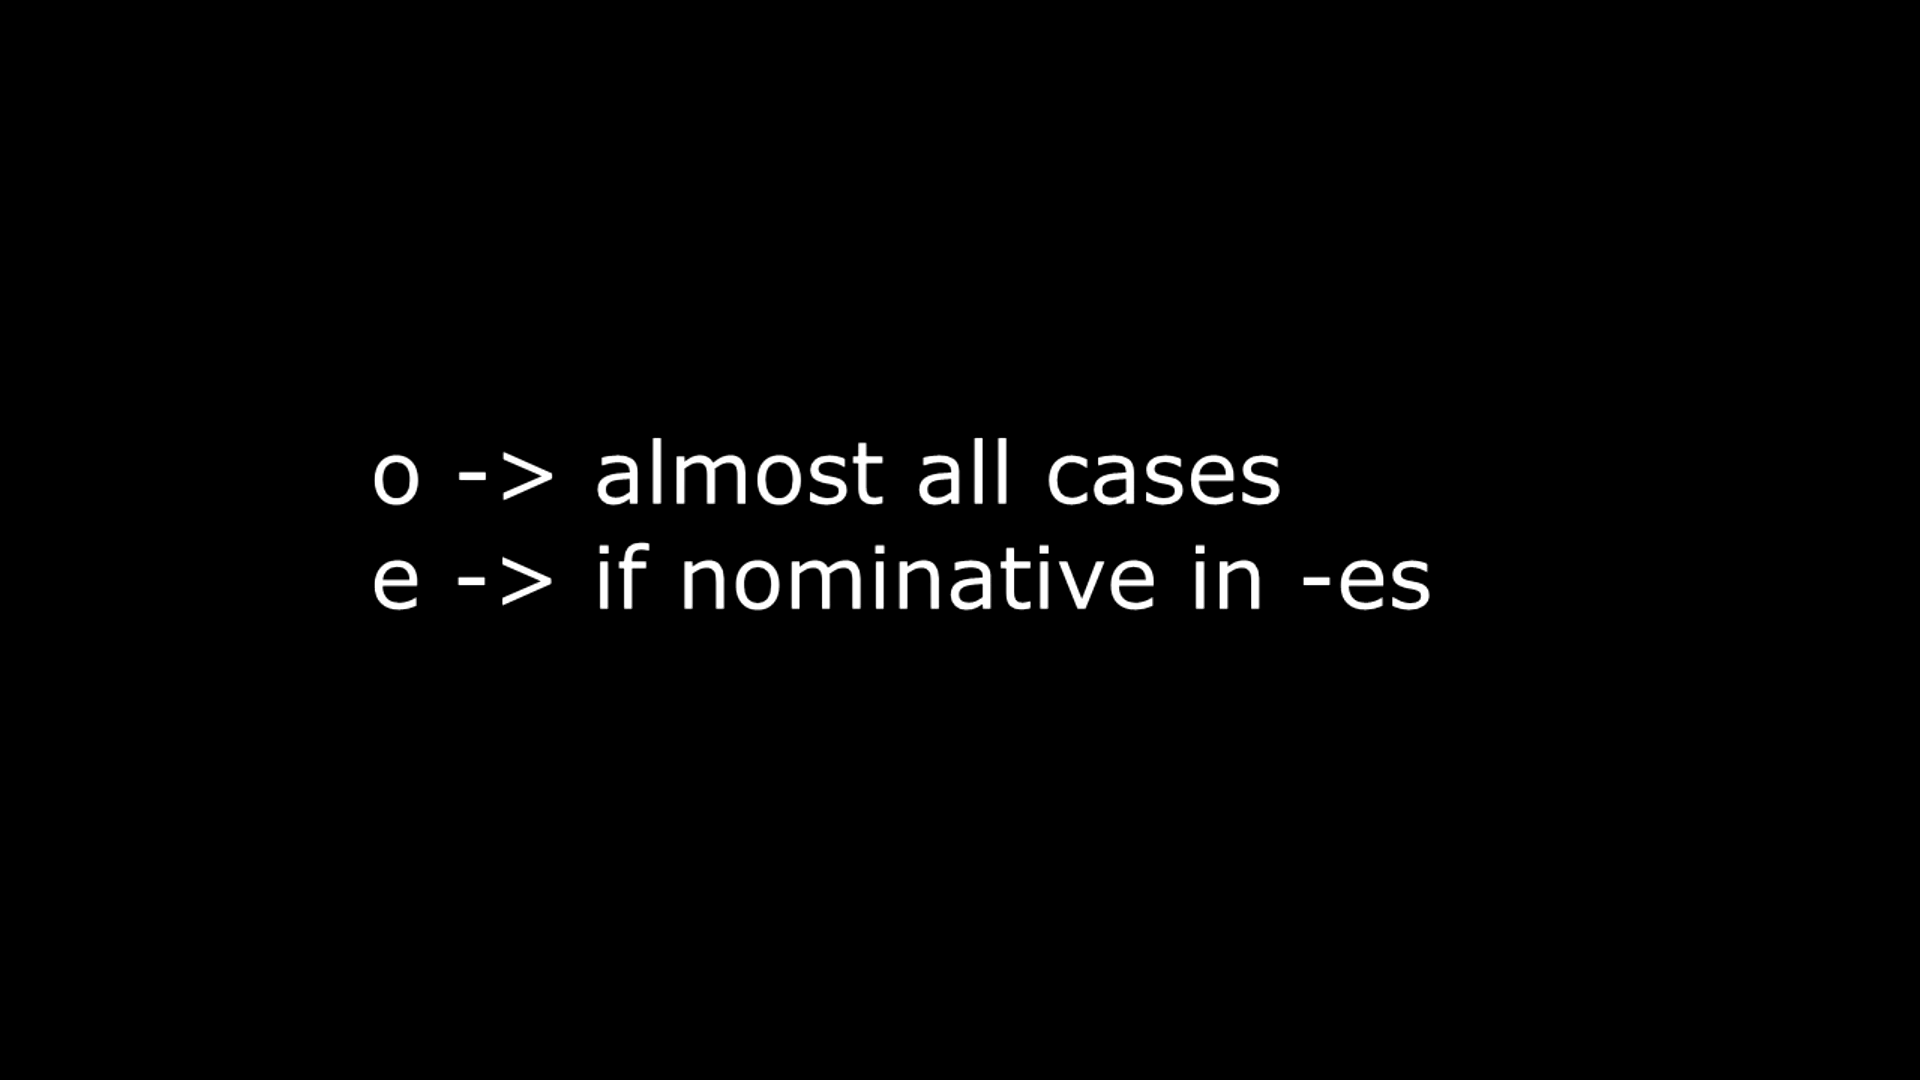 o -> almost all cases
e -> if nominative in -es